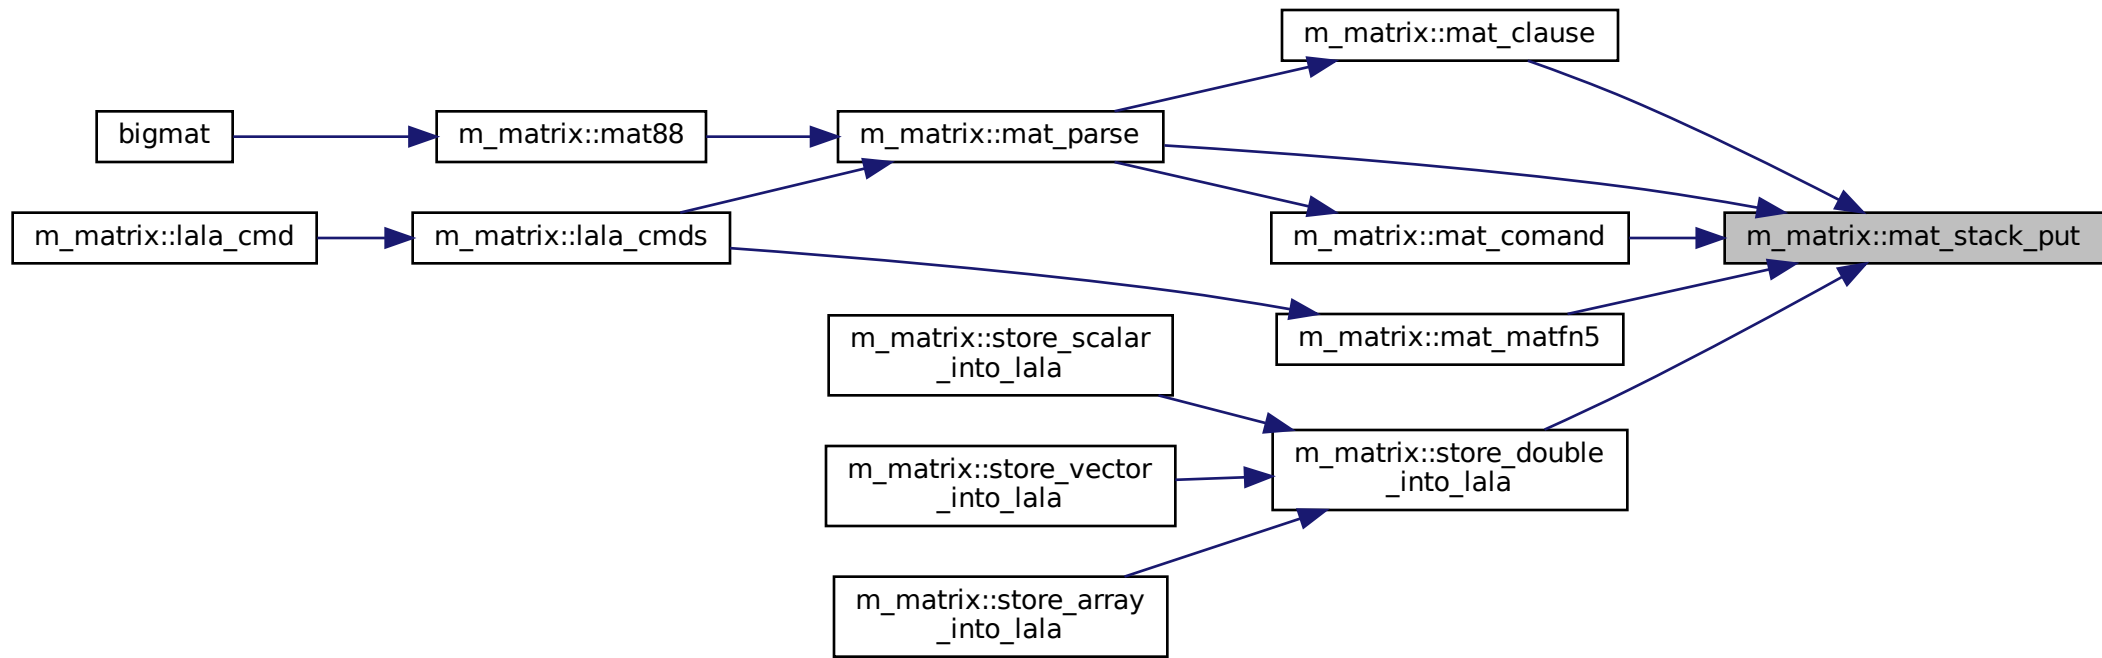 m_matrix::mat_clause
bigmat
m_matrix::mat88
m_matrix::mat_parse
m_matrix::lala_cmd
m_matrix::lala_cmds
m_matrix::mat_comand
m_matrix::mat_stack_put
m_matrix::mat_matfn5
m_matrix::store_scalar
_into_lala
m_matrix::store_double
_into_lala
m_matrix::store_vector
_into_lala
m_matrix::store_array
_into_lala